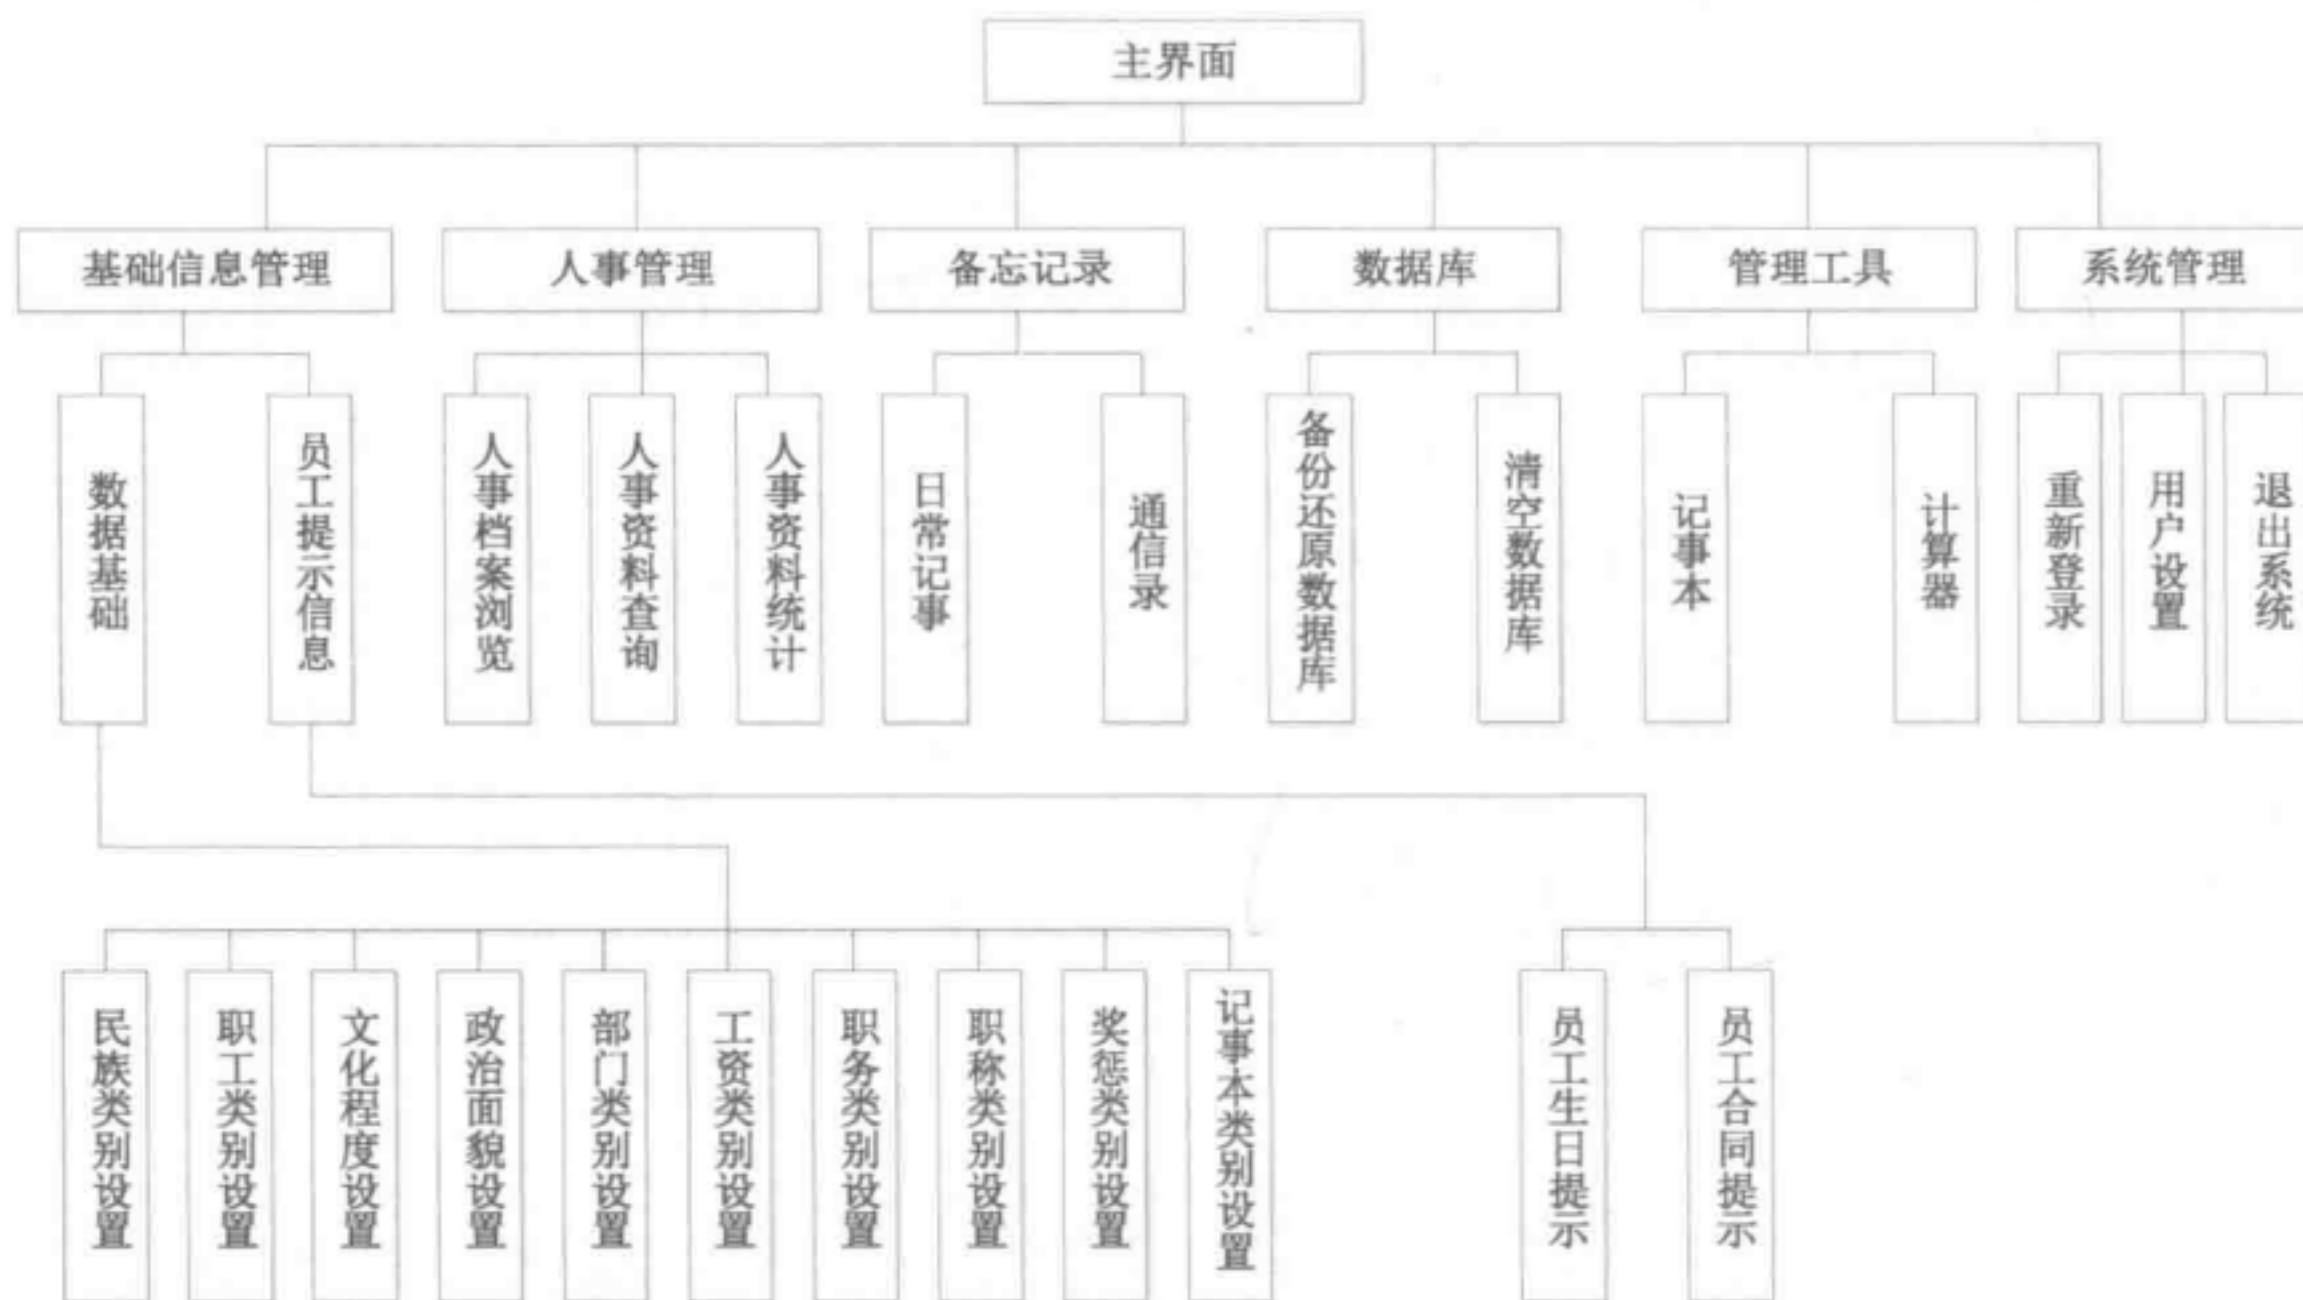 主界面
基础信息管理
人事管理
备忘记录
数据库
管理工具
系统管理
数据基础
员工提示信息
人事档案浏览
人事资料查询
人事资料统计
日常记事
通信录
备份还原数据库
清空数据库
记事本
计算器
重新登录
用户设置
退出系统
民族类别设置
职工类别设置
文化程度设置
政治面貌设置
部门类别设置
工资类别设置
职务类别设置
职称类别设置
奖惩类别设置
记事本类别设置
员工生日提示
员工合同提示